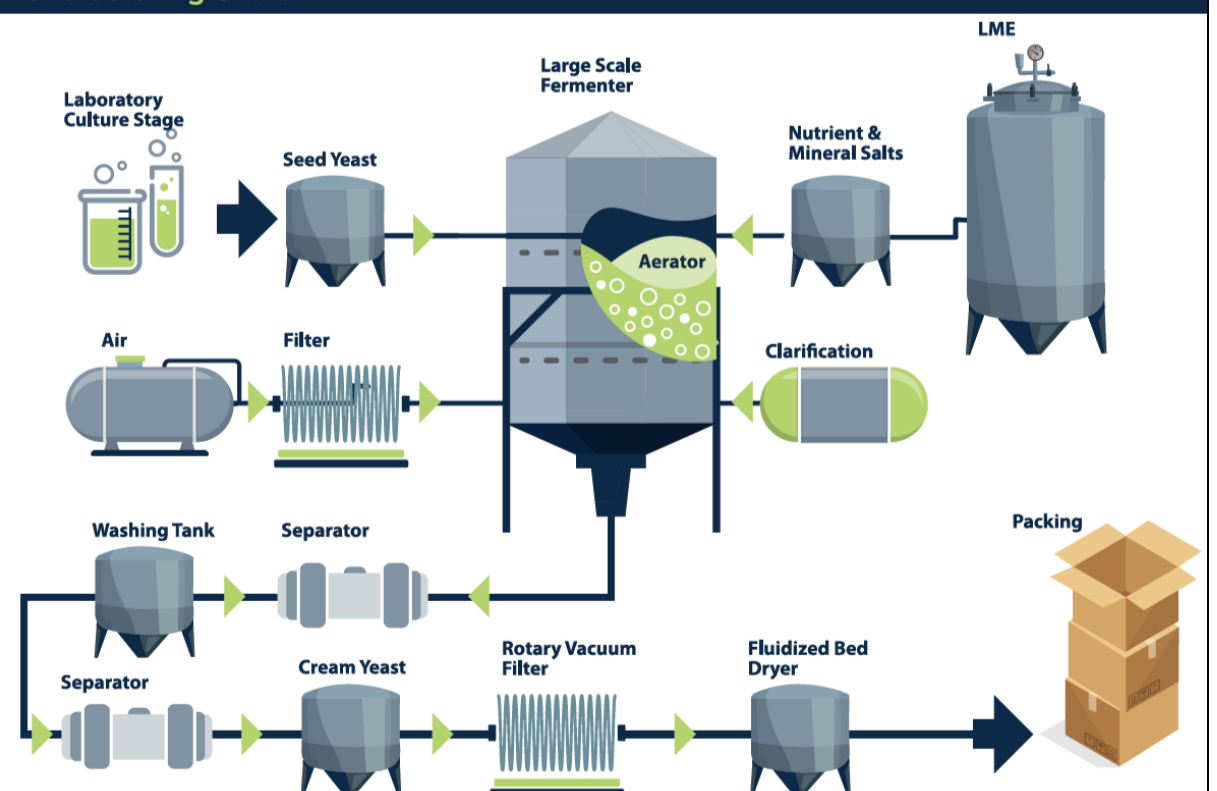 LME
Large Scale
Fermenter
Laboratory
Culture Stage
Nutrient &
Mineral Salts
Seed Yeast
Aerator
Air
Filter
Clarification
Washing Tank
Separator
Packing
Rotary Vacuum
Filter
Fluidized Bed
Dryer
Cream Yeast
Separator